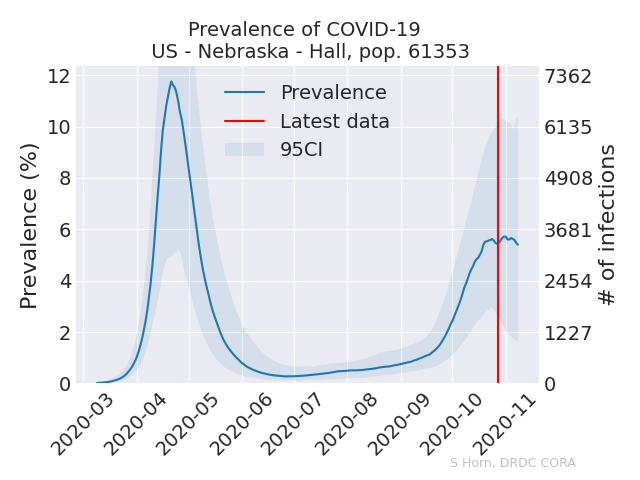 Prevalence of COVID-19
US - Nebraska - Hall, pop. 61353
Prevalence
Latest data
95CI
Prevalence (%)
12
10
8
6
4
2
0
7362
6135
4908
3681
2454
1227
0
# of infections
2020-03
2020-04
2020-05
2020-06
2020-07
2020-08
2020-09
2020-10
2020-11
S Horn, DRDC CORA